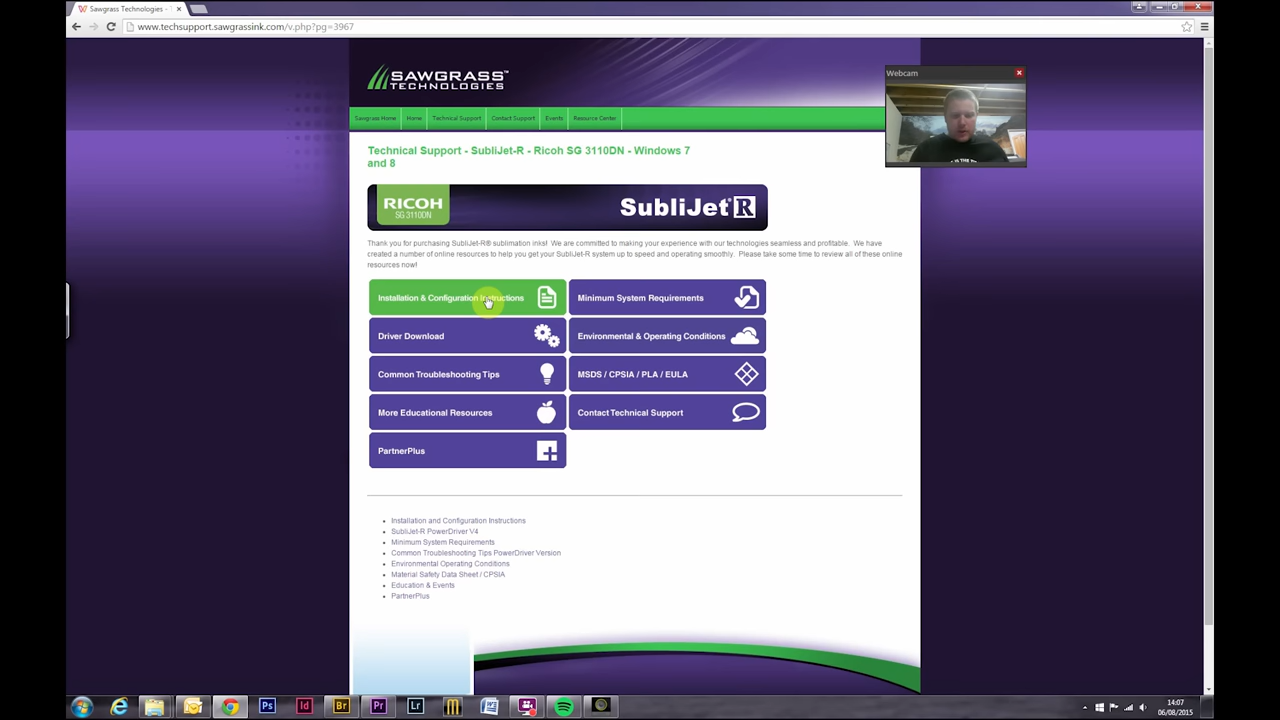 Sawgrass Technologies -
www.techsupport.sawgrassink.com/v.php?pg=3967
SAWGRASS
TECHNOLOGIES
Webcam
Sawgrass Home Home Technical Support Contact Support Events Resource Center
Technical Support - SubliJet-R - Ricoh SG 3110DN - Windows 7
and 8
RICOH
SG 3110DN
SubliJet R
Thank you for purchasing SubliJet-R® sublimation inks! We are committed to making your experience with our technologies seamless and profitable. We have
created a number of online resources to help you get your SubliJet-R system up to speed and operating smoothly. Please take some time to review all of these online
resources now!
Installation & Configuration Instructions
Minimum System Requirements
Driver Download
Environmental & Operating Conditions
Common Troubleshooting Tips
MSDS / CPSIA / PLA / EULA
More Educational Resources
Contact Technical Support
PartnerPlus
Installation and Configuration Instructions
SubliJet-R PowerDriver V4
Minimum System Requirements
Common Troubleshooting Tips PowerDriver Version
Environmental Operating Conditions
Material Safety Data Sheet / CPSIA
Education & Events
PartnerPlus
Ps Id Br Pr Lr
14:07
06/08/2015